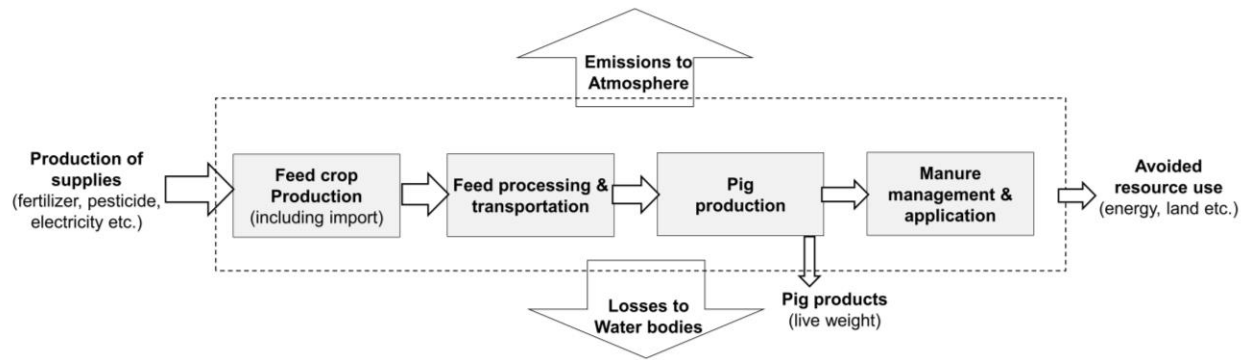 Emissions to
Atmosphere
Production of
supplies
(fertilizer, pesticide,
electricity etc.)
Feed crop
Production
(including import)
Feed processing &
transportation
Pig
production
Manure
management &
application
Avoided
resource use
(energy, land etc.)
Losses to
Water bodies
Pig products
(live weight)